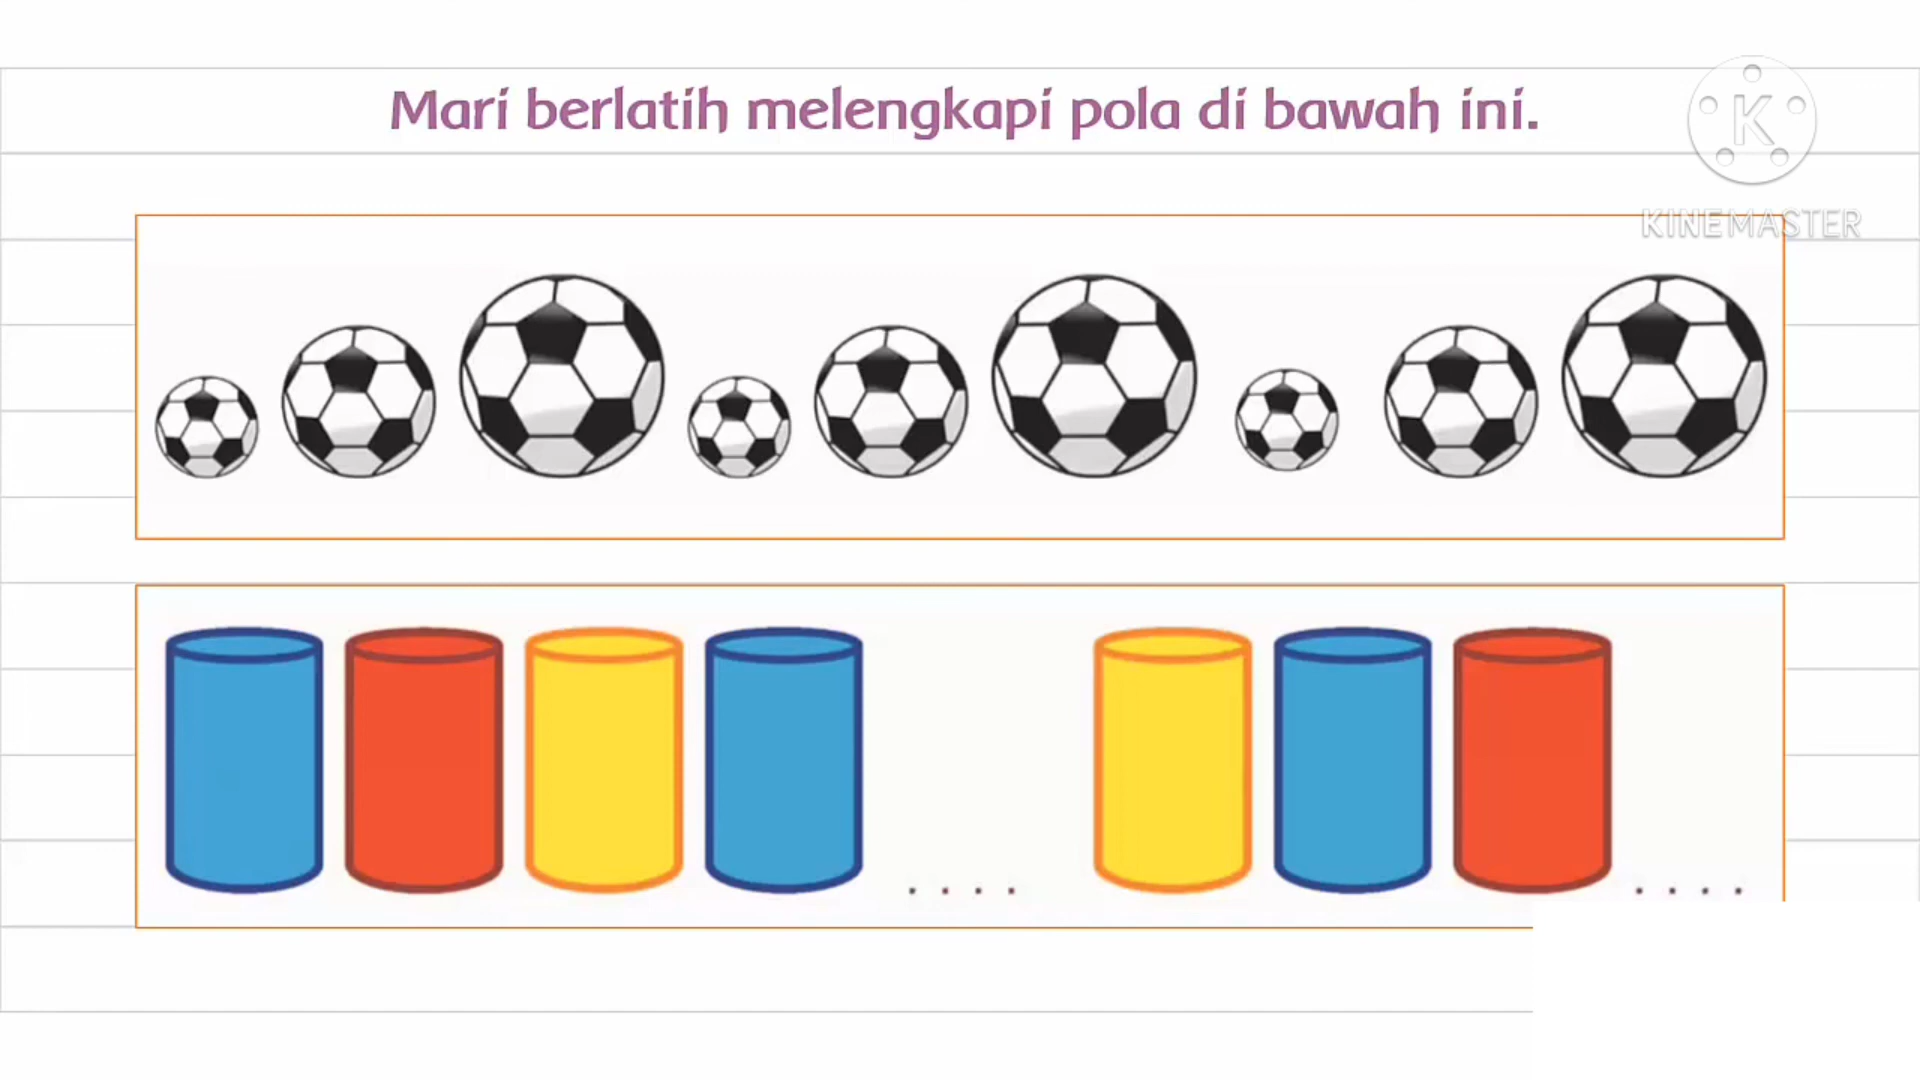 Mari berlatih melengkapi pola di bawah ini.
K
KINEMASTER
. . . . . . . .